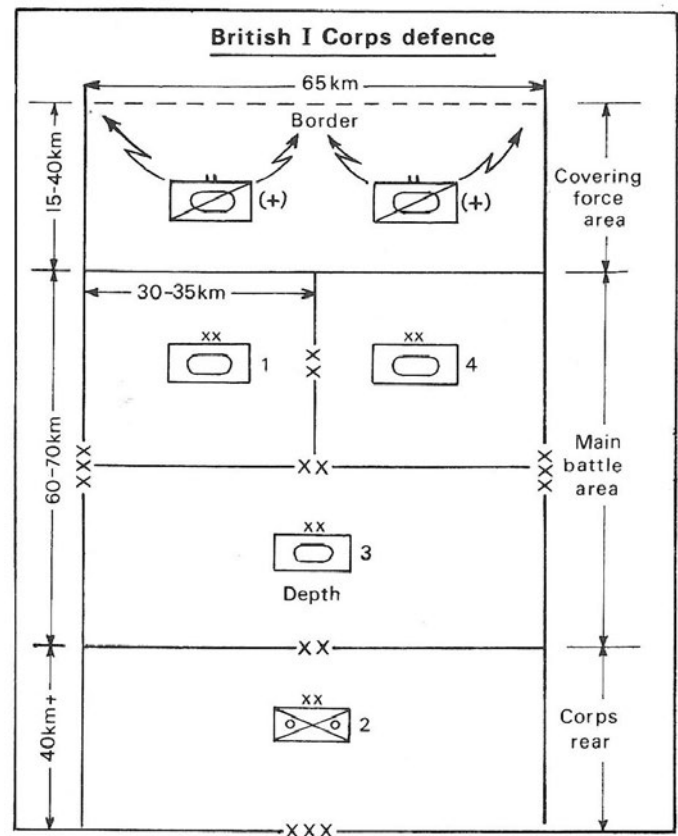 British I Corps defence
65km
Border
15-40km
(+)
(+)
Covering
force
area
30-35km
xx
1
xx
4
XX
60-70km
XXX
XX
XXX
Main
battle
area
xx
3
Depth
XX
40km+
xx
2
Corps
rear
XXX